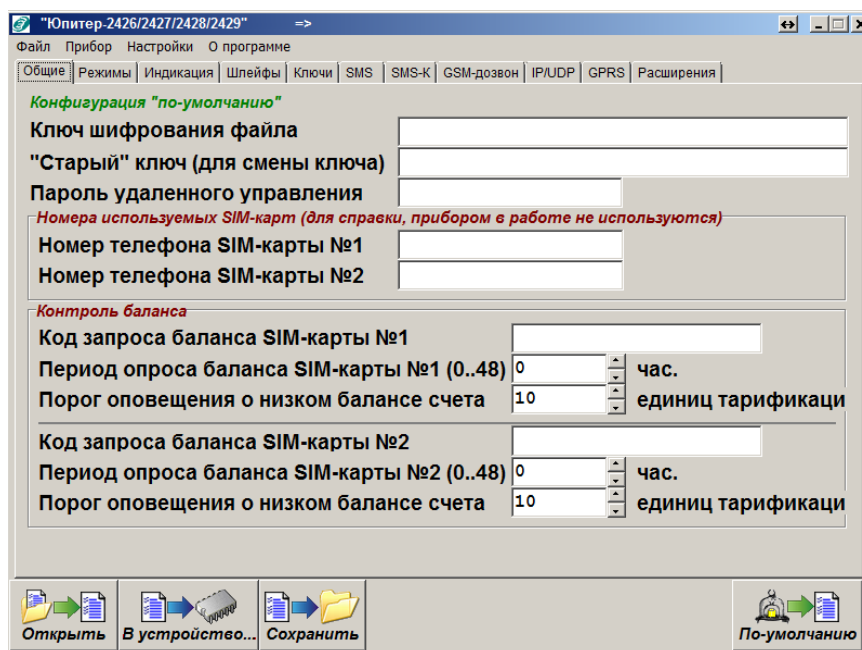 "Юпитер-2426/2427/2428/2429" =>
Файл Прибор Настройки О программе
Общие Режимы Индикация Шлейфы Ключи SMS SMS-K GSM-дозвон IP/UDP GPRS Расширения
Конфигурация "по-умолчанию"
Ключ шифрования файла
"Старый" ключ (для смены ключа)
Пароль удаленного управления
Номера используемых SIM-карт (для справки, прибором в работе не используются)
Номер телефона SIM-карты №1
Номер телефона SIM-карты №2
Контроль баланса
Код запроса баланса SIM-карты №1
Период опроса баланса SIM-карты №1 (0..48) 0 час.
Порог оповещения о низком балансе счета 10 единиц тарификаци
Код запроса баланса SIM-карты №2
Период опроса баланса SIM-карты №2 (0..48) 0 час.
Порог оповещения о низком балансе счета 10 единиц тарификаци
Открыть В устройство... Сохранить По-умолчанию